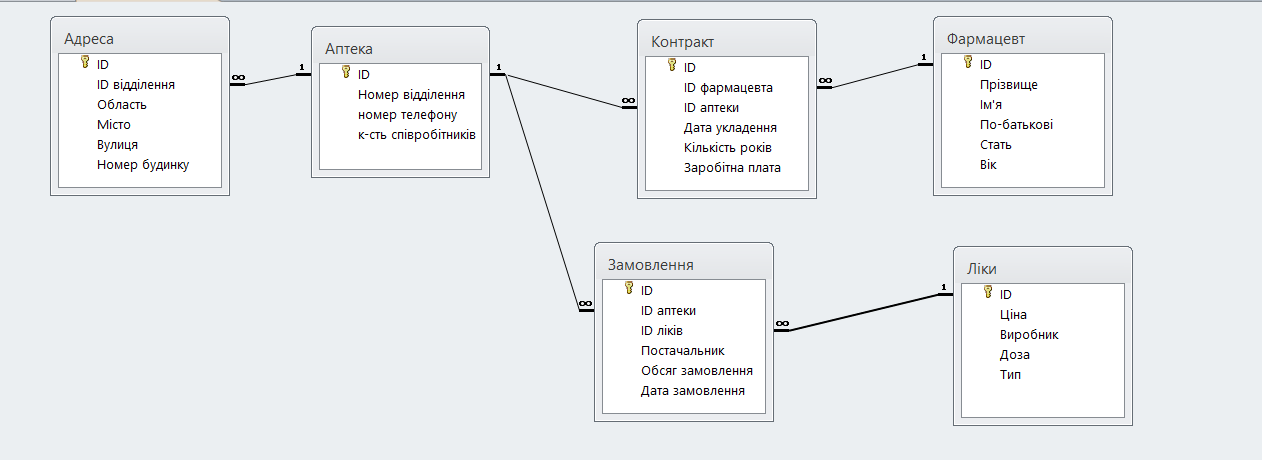 Адреса
ID
ID відділення
Область
Місто
Вулиця
Номер будинку
∞
1
Аптека
ID
Номер відділення
номер телефону
к-сть співробітників
1
∞
Контракт
ID
ID фармацевта
ID аптеки
Дата укладення
Кількість років
Заробітна плата
∞
1
Фармацевт
ID
Прізвище
Ім'я
По-батькові
Стать
Вік
∞
Замовлення
ID
ID аптеки
ID ліків
Постачальник
Обсяг замовлення
Дата замовлення
∞
1
Ліки
ID
Ціна
Виробник
Доза
Тип